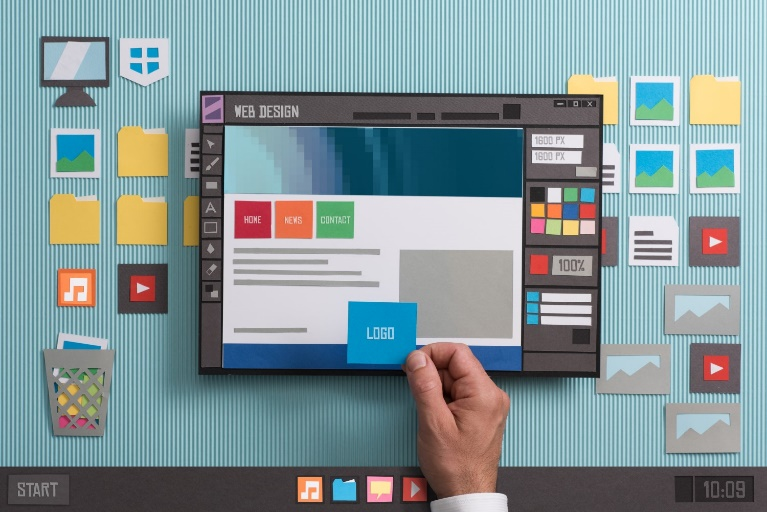 WEB DESIGN
1600 PX
1600 PX
HOME
NEWS
CONTACT
100%
LOGO
START
10:09